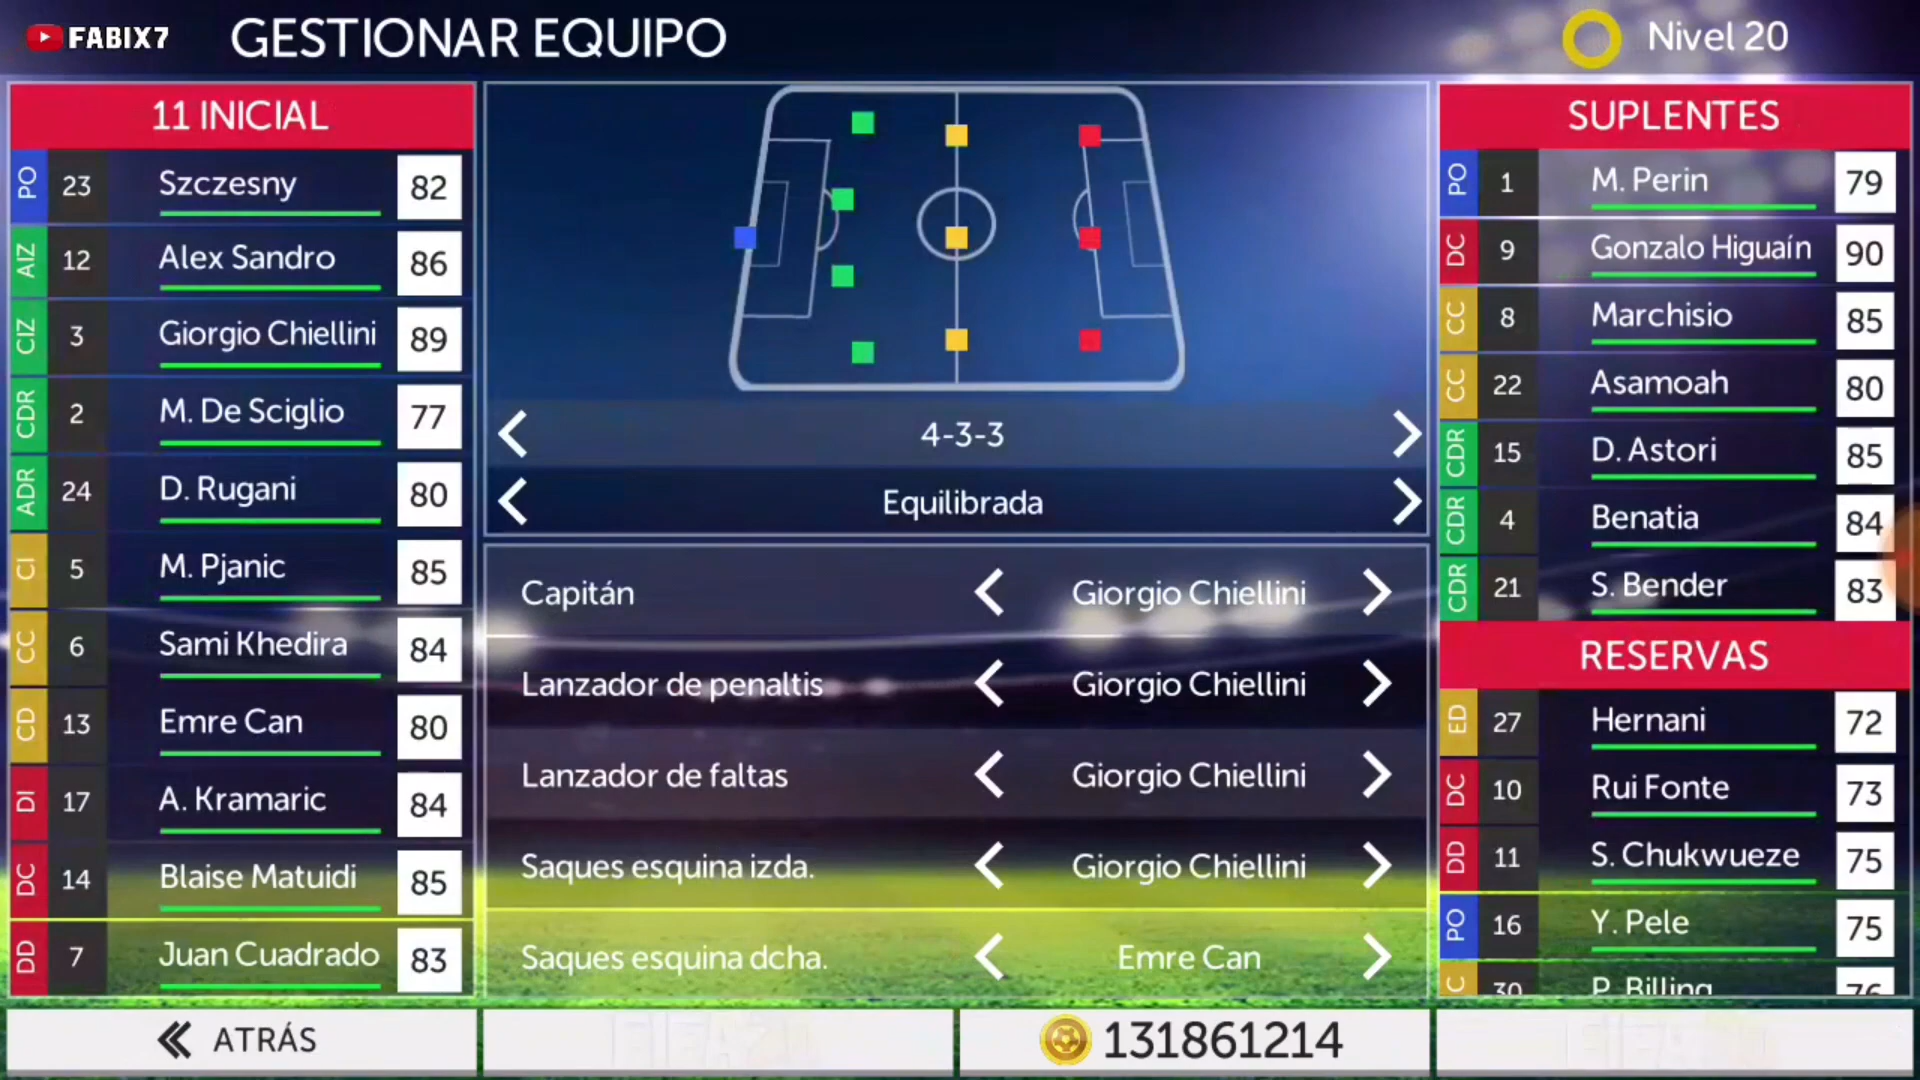 FABIX7
GESTIONAR EQUIPO
Nivel 20
11 INICIAL
PO 23 Szczesny 82
AIZ 12 Alex Sandro 86
CIZ 3 Giorgio Chiellini 89
CDR 2 M. De Sciglio 77
ADR 24 D. Rugani 80
CI 5 M. Pjanic 85
CC 6 Sami Khedira 84
CD 13 Emre Can 80
DI 17 A. Kramaric 84
DC 14 Blaise Matuidi 85
DD 7 Juan Cuadrado 83
4-3-3
Equilibrada
Capitán Giorgio Chiellini
Lanzador de penaltis Giorgio Chiellini
Lanzador de faltas Giorgio Chiellini
Saques esquina izda. Giorgio Chiellini
Saques esquina dcha. Emre Can
SUPLENTES
PO 1 M. Perin 79
DC 9 Gonzalo Higuaín 90
CC 8 Marchisio 85
CC 22 Asamoah 80
CDR 15 D. Astori 85
CDR 4 Benatia 84
CDR 21 S. Bender 83
RESERVAS
ED 27 Hernani 72
DC 10 Rui Fonte 73
DD 11 S. Chukwueze 75
PO 16 Y. Pele 75
30 P. Billing 76
ATRÁS
131861214